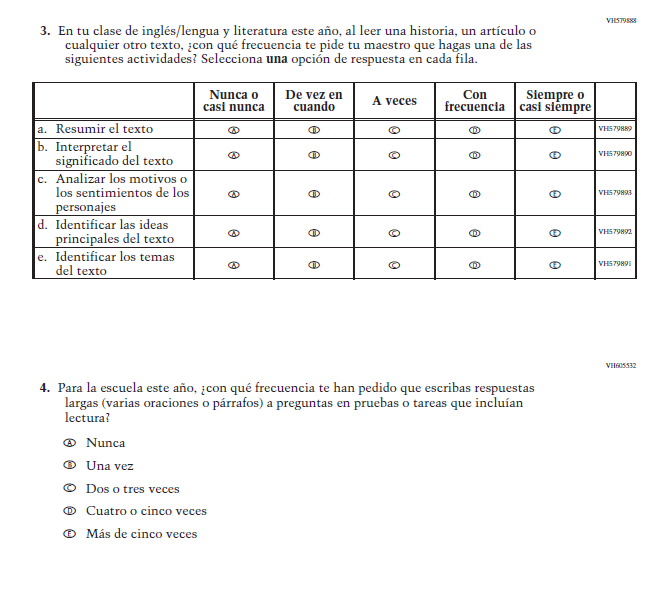 VH579888
3. En tu clase de inglés/lengua y literatura este año, al leer una historia, un artículo o
cualquier otro texto, ¿con qué frecuencia te pide tu maestro que hagas una de las
siguientes actividades? Selecciona una opción de respuesta en cada fila.
Nunca o casi nunca De vez en cuando A veces Con frecuencia Siempre o casi siempre
a. Resumir el texto A B C D E VH579889
b. Interpretar el
significado del texto A B C D E VH579890
c. Analizar los motivos o
los sentimientos de los
personajes A B C D E VH579893
d. Identificar las ideas
principales del texto A B C D E VH579892
e. Identificar los temas
del texto A B C D E VH579891
VH605532
4. Para la escuela este año, ¿con qué frecuencia te han pedido que escribas respuestas
largas (varias oraciones o párrafos) a preguntas en pruebas o tareas que incluían
lectura?
A Nunca
B Una vez
C Dos o tres veces
D Cuatro o cinco veces
E Más de cinco veces